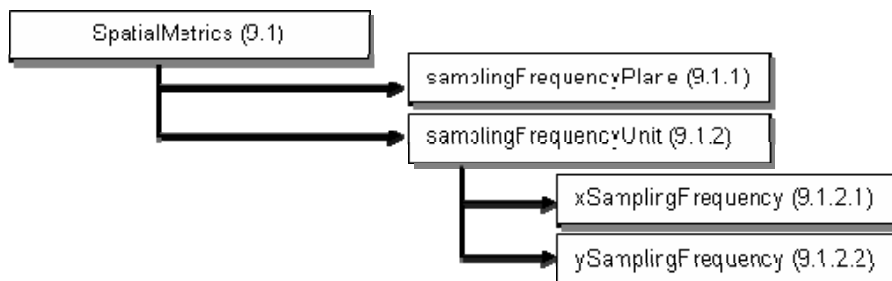 SpatialMetrics (9.1)
samplingFrequencyPlane (9.1.1)
samplingFrequencyUnit (9.1.2)
xSamplingFrequency (9.1.2.1)
ySamplingFrequency (9.1.2.2)